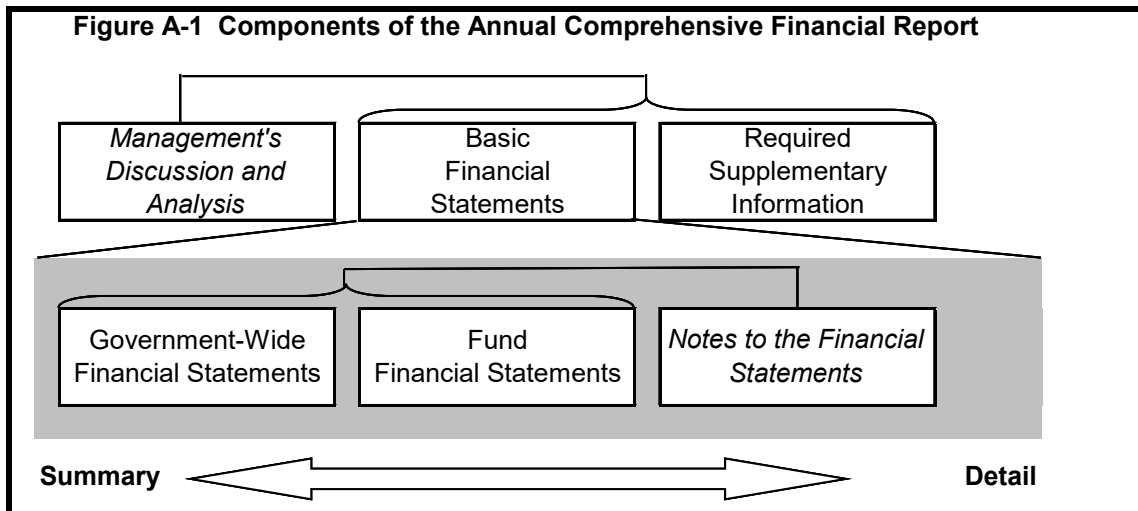 Figure A-1 Components of the Annual Comprehensive Financial Report
Management's
Discussion and
Analysis
Basic
Financial
Statements
Required
Supplementary
Information
Government-Wide
Financial Statements
Fund
Financial Statements
Notes to the Financial
Statements
Summary
Detail